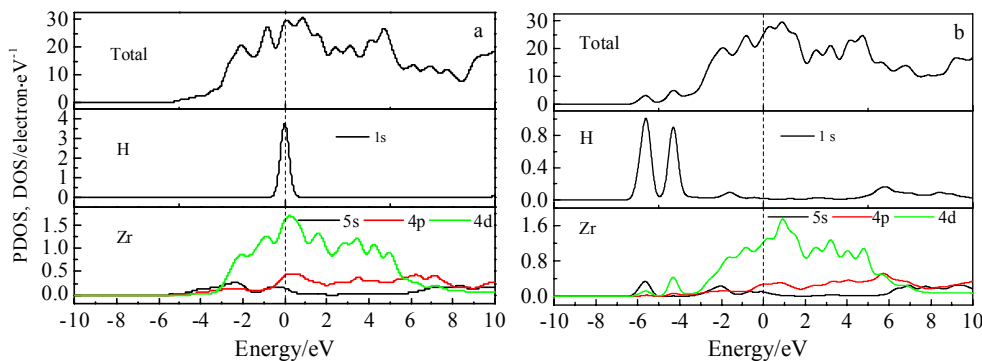 a
30
20
10
0
Total
4
3
2
1
0
H
1s
1.5
1.0
0.5
0.0
Zr
5s 4p 4d
-10 -8 -6 -4 -2 0 2 4 6 8 10
Energy/eV
PDOS, DOS/electron·eV⁻¹
b
30
20
10
0
Total
0.8
0.4
0.0
H
1 s
1.6
0.8
0.0
Zr
5s 4p 4d
-10 -8 -6 -4 -2 0 2 4 6 8 10
Energy/eV